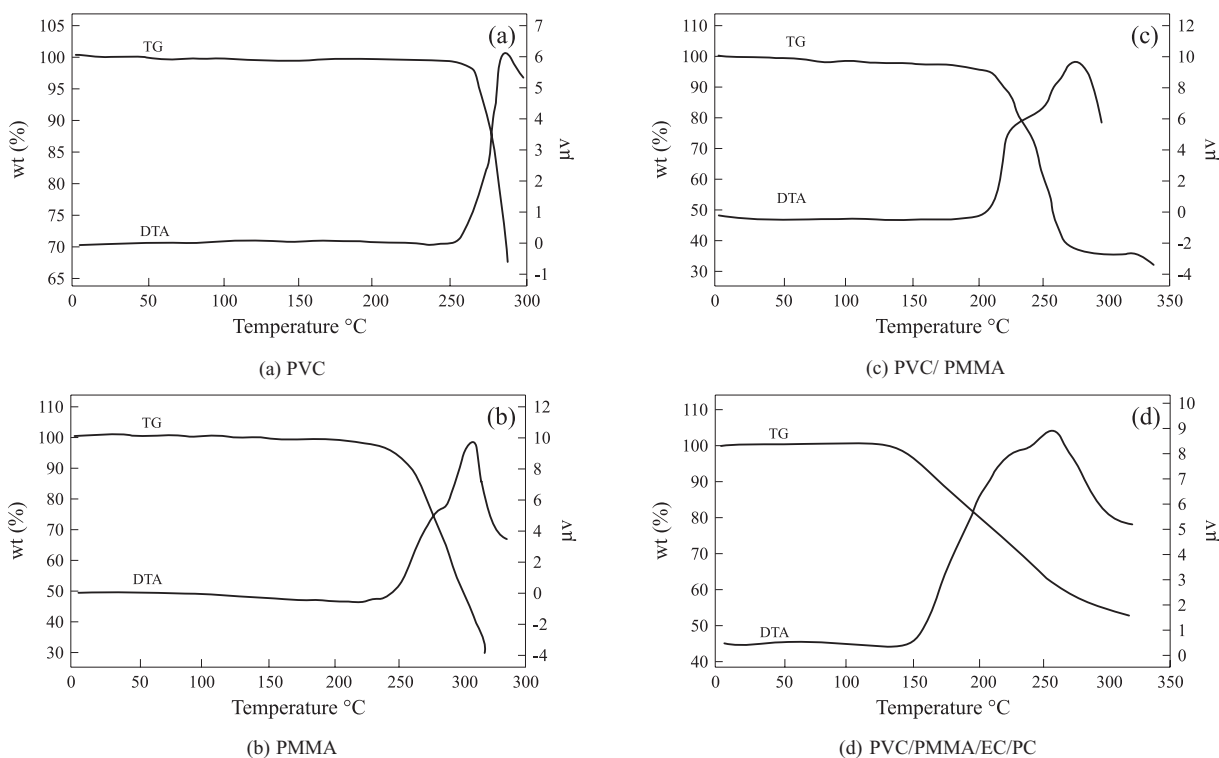 (a)
TG
DTA
wt (%)
105
100
95
90
85
80
75
70
65
7
6
5
4
3
2
1
0
-1
μv
0 50 100 150 200 250 300
Temperature °C
(a) PVC
(c)
TG
DTA
wt (%)
110
100
90
80
70
60
50
40
30
12
10
8
6
4
2
0
-2
-4
μv
0 50 100 150 200 250 300 350
Temperature °C
(c) PVC/ PMMA
(b)
TG
DTA
wt (%)
110
100
90
80
70
60
50
40
30
12
10
8
6
4
2
0
-2
-4
μv
0 50 100 150 200 250 300 300
Temperature °C
(b) PMMA
(d)
TG
DTA
wt (%)
110
100
90
80
70
60
50
40
10
9
8
7
6
5
4
3
2
1
0
μv
0 50 100 150 200 250 300 350
Temperature °C
(d) PVC/PMMA/EC/PC